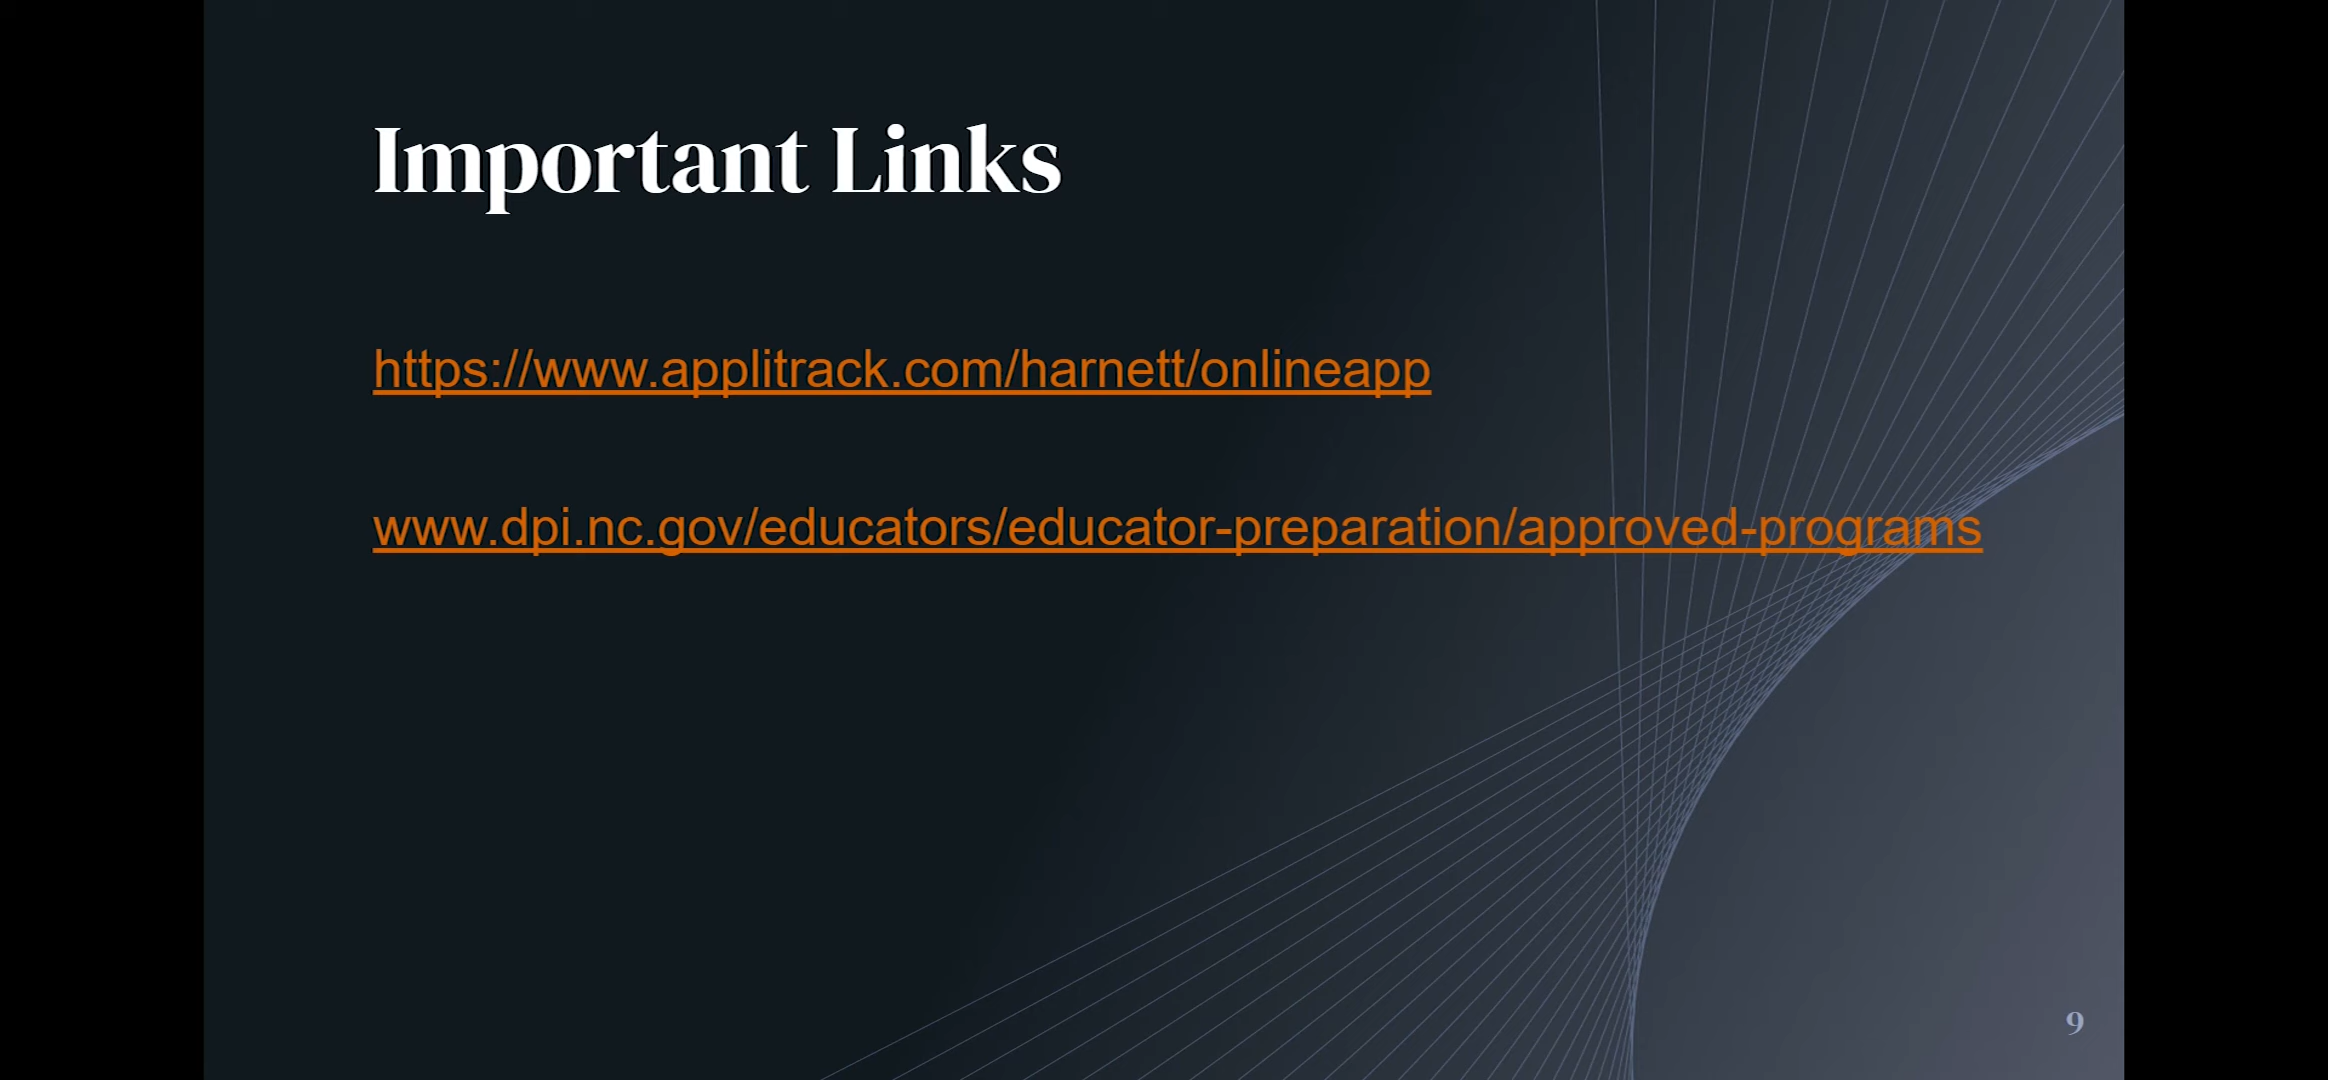 Important Links
https://www.applitrack.com/harnett/onlineapp
www.dpi.nc.gov/educators/educator-preparation/approved-programs
9